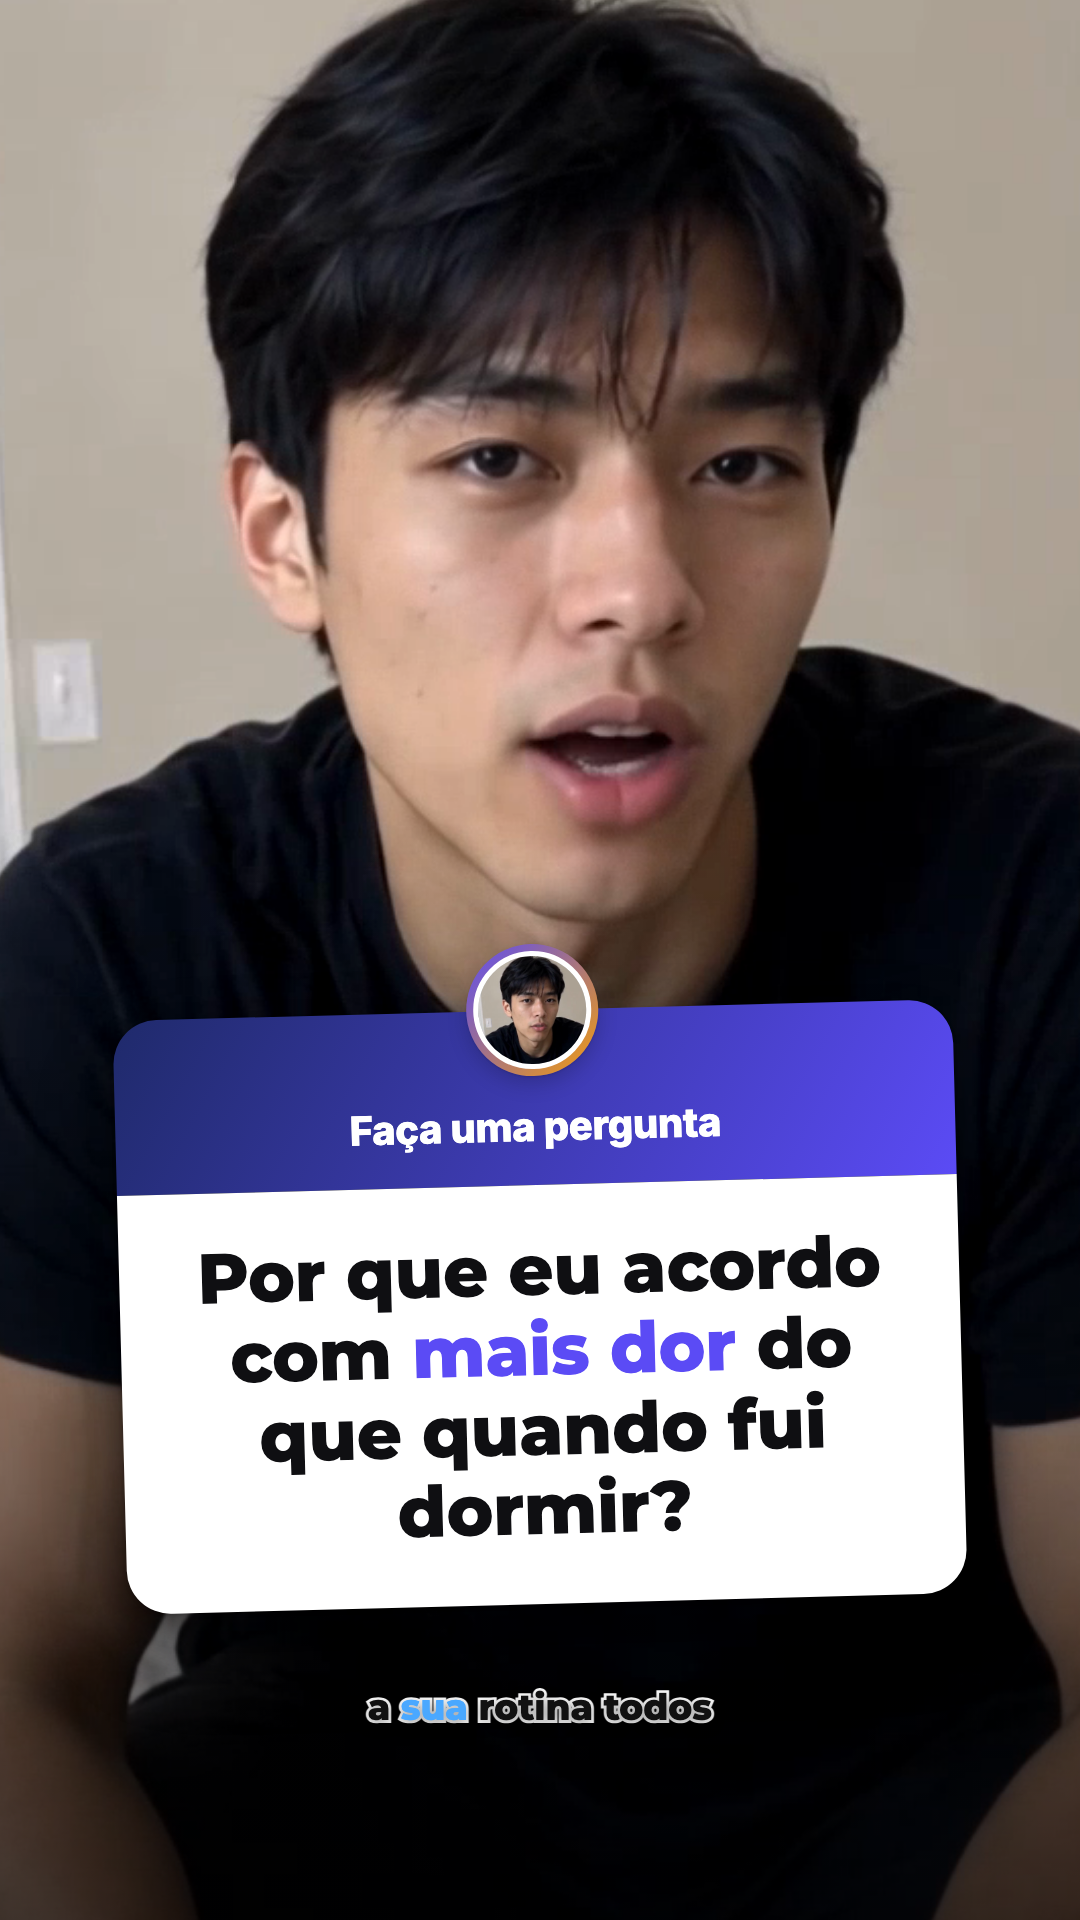 Faça uma pergunta
Por que eu acordo
com mais dor do
que quando fui
dormir?
a sua rotina todos